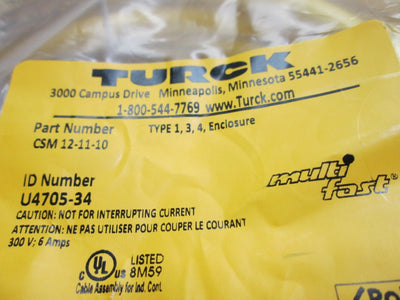 TURCK
3000 Campus Drive Minneapolis, Minnesota 55441-2656
1-800-544-7769 www.Turck.com
Part Number TYPE 1, 3, 4, Enclosure
CSM 12-11-10
ID Number
U4705-34
multi fast®
CAUTION: NOT FOR INTERRUPTING CURRENT
ATTENTION: NE PAS UTILISER POUR COUPER LE COURANT
300 V: 6 Amps
c UL US LISTED
8M59
Cable Assembly for Ind. Cont.